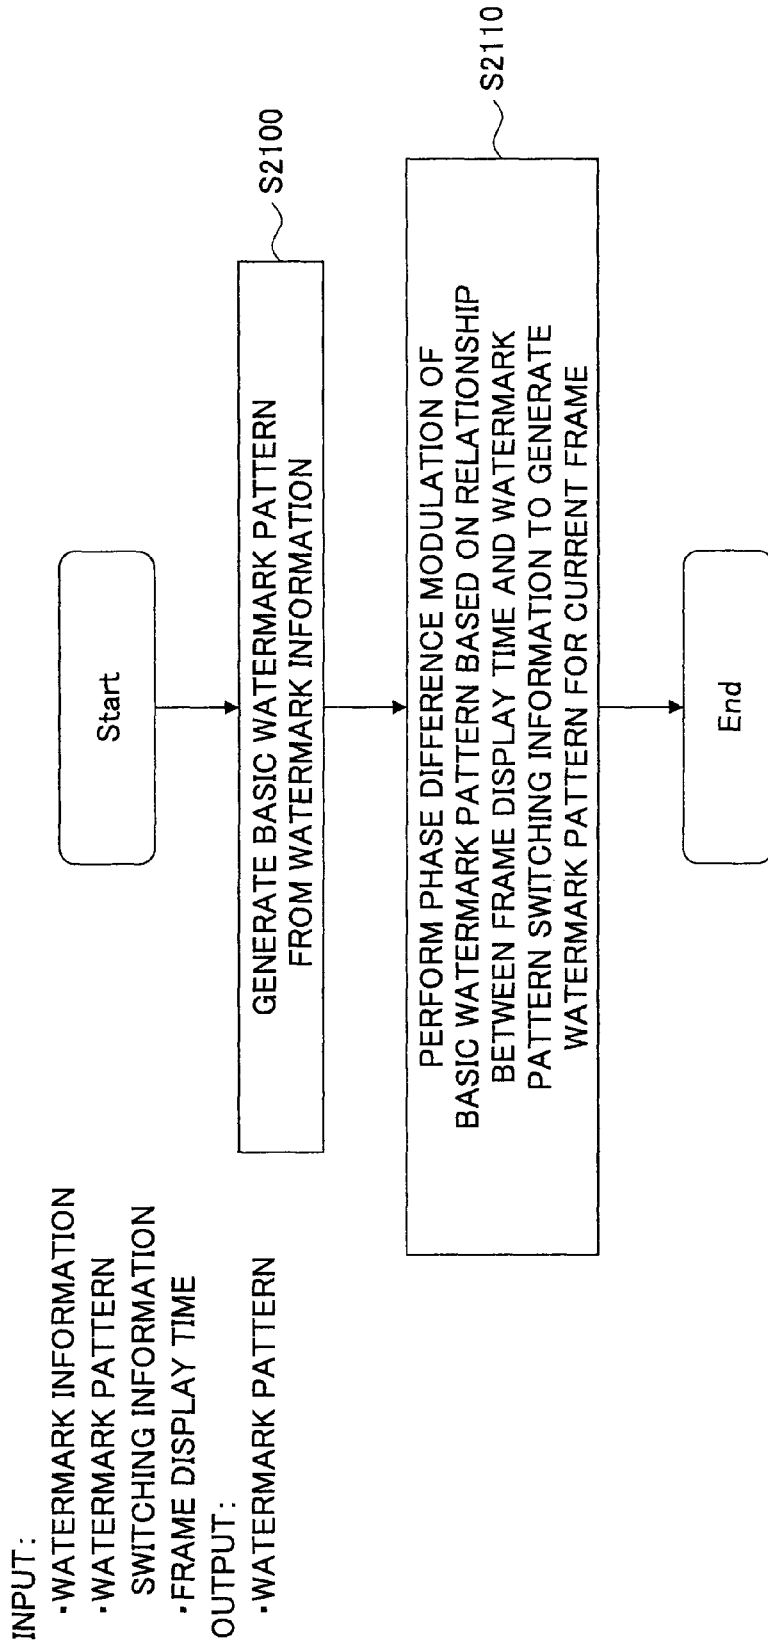 INPUT:
·WATERMARK INFORMATION
·WATERMARK PATTERN
SWITCHING INFORMATION
·FRAME DISPLAY TIME
OUTPUT:
·WATERMARK PATTERN
Start
GENERATE BASIC WATERMARK PATTERN
FROM WATERMARK INFORMATION
S2100
PERFORM PHASE DIFFERENCE MODULATION OF
BASIC WATERMARK PATTERN BASED ON RELATIONSHIP
BETWEEN FRAME DISPLAY TIME AND WATERMARK
PATTERN SWITCHING INFORMATION TO GENERATE
WATERMARK PATTERN FOR CURRENT FRAME
S2110
End